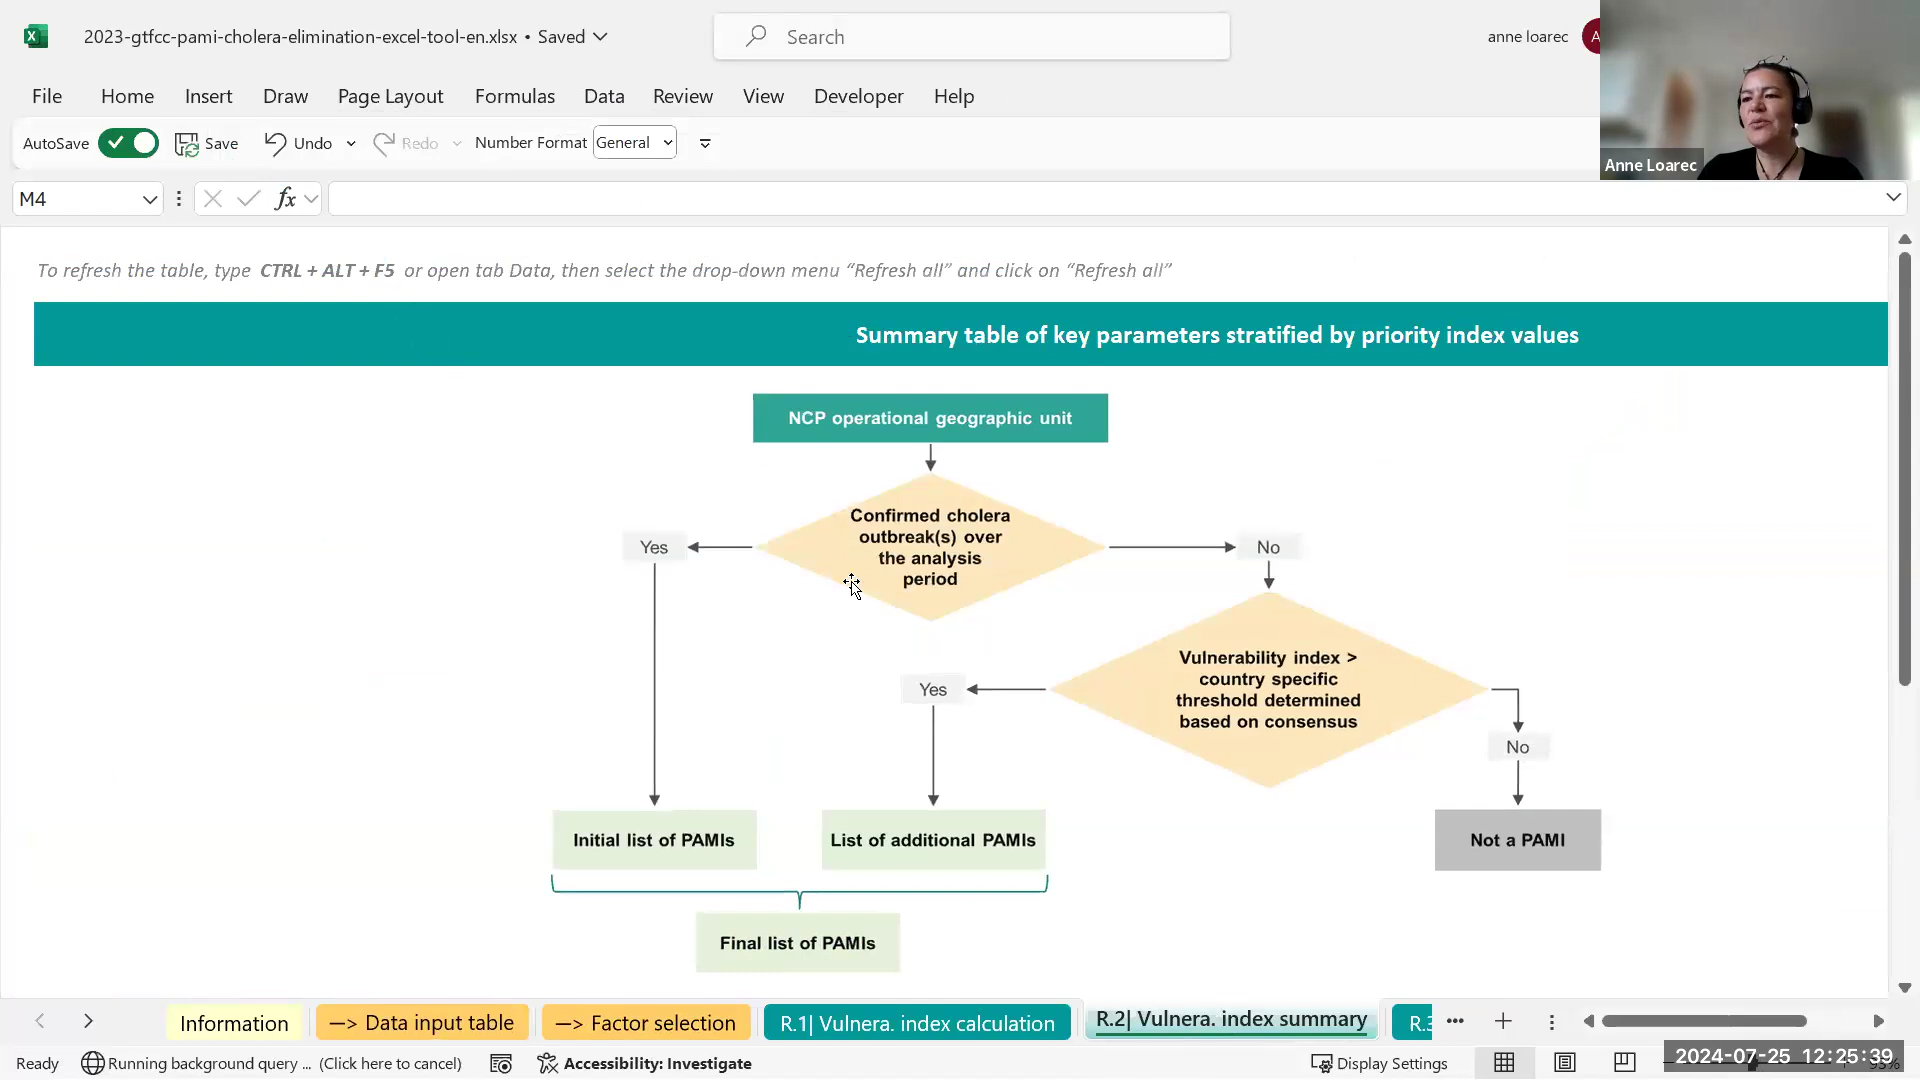 2023-gtfcc-pami-cholera-elimination-excel-tool-en.xlsx • Saved
Search
anne loarec
A
Anne Loarec
File Home Insert Draw Page Layout Formulas Data Review View Developer Help
AutoSave Save Undo Redo Number Format General
M4 fx
To refresh the table, type CTRL + ALT + F5 or open tab Data, then select the drop-down menu “Refresh all” and click on “Refresh all”
Summary table of key parameters stratified by priority index values
NCP operational geographic unit
Confirmed cholera
outbreak(s) over
the analysis
period
Yes
No
Vulnerability index >
country specific
threshold determined
based on consensus
Yes
No
Initial list of PAMIs
List of additional PAMIs
Not a PAMI
Final list of PAMIs
Information —> Data input table —> Factor selection R.1| Vulnera. index calculation R.2| Vulnera. index summary R.3
Ready Running background query ... (Click here to cancel) Accessibility: Investigate Display Settings
2024-07-25 12:25:39